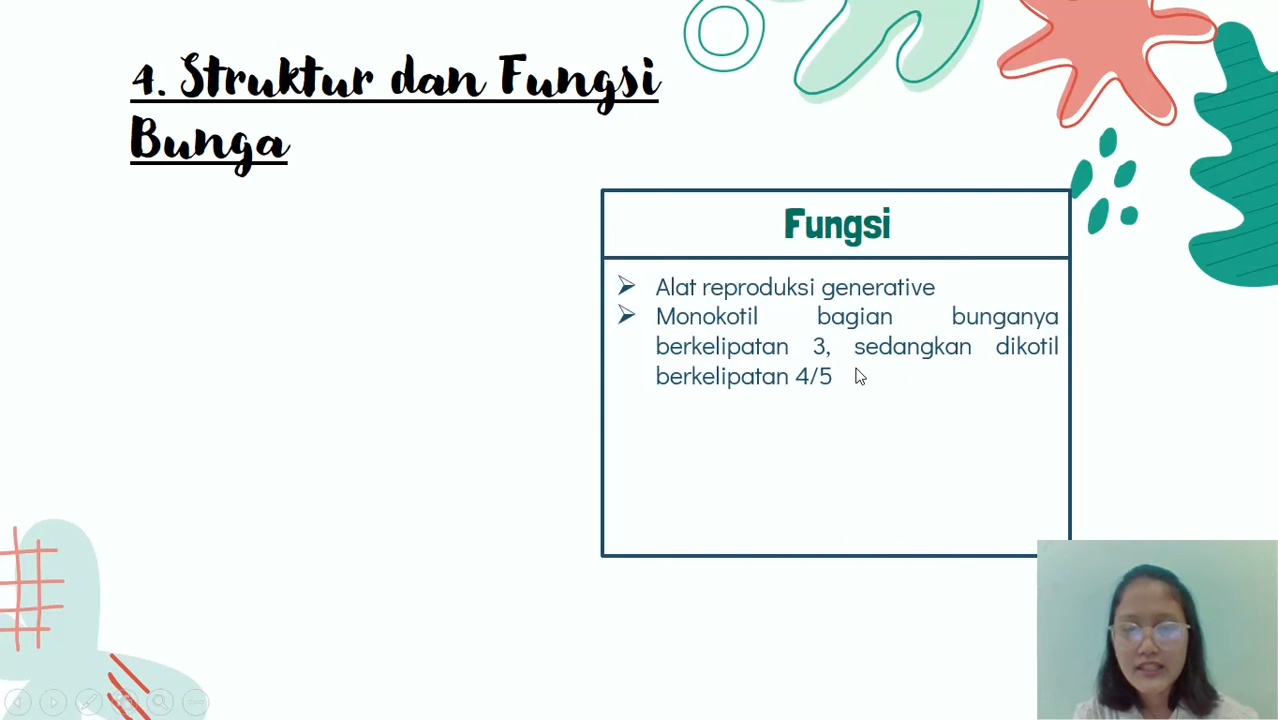 4. Struktur dan Fungsi
Bunga
Fungsi
➢ Alat reproduksi generative
➢ Monokotil bagian bunganya
berkelipatan 3, sedangkan dikotil
berkelipatan 4/5